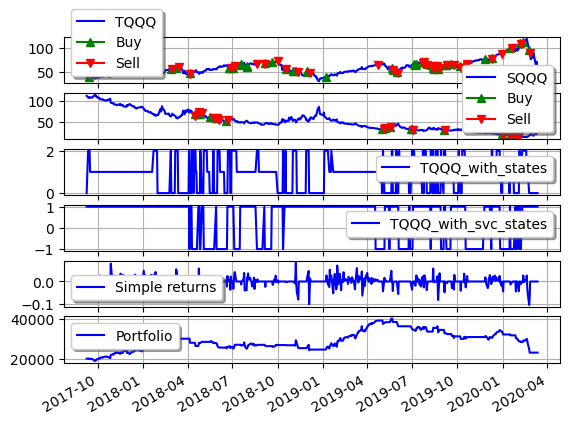 TQQQ
Buy
Sell
100
50
SQQQ
Buy
Sell
100
50
TQQQ_with_states
2
0
TQQQ_with_svc_states
1
−1
Simple returns
0.0
−0.1
Portfolio
40000
20000
2017-10
2018-01
2018-04
2018-07
2018-10
2019-01
2019-04
2019-07
2019-10
2020-01
2020-04